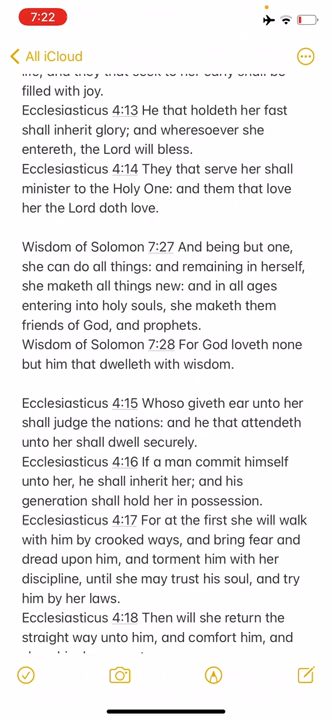 7:22
All iCloud
life, and they that seek to her early shall be
filled with joy.
Ecclesiasticus 4:13 He that holdeth her fast
shall inherit glory; and wheresoever she
entereth, the Lord will bless.
Ecclesiasticus 4:14 They that serve her shall
minister to the Holy One: and them that love
her the Lord doth love.
Wisdom of Solomon 7:27 And being but one,
she can do all things: and remaining in herself,
she maketh all things new: and in all ages
entering into holy souls, she maketh them
friends of God, and prophets.
Wisdom of Solomon 7:28 For God loveth none
but him that dwelleth with wisdom.
Ecclesiasticus 4:15 Whoso giveth ear unto her
shall judge the nations: and he that attendeth
unto her shall dwell securely.
Ecclesiasticus 4:16 If a man commit himself
unto her, he shall inherit her; and his
generation shall hold her in possession.
Ecclesiasticus 4:17 For at the first she will walk
with him by crooked ways, and bring fear and
dread upon him, and torment him with her
discipline, until she may trust his soul, and try
him by her laws.
Ecclesiasticus 4:18 Then will she return the
straight way unto him, and comfort him, and